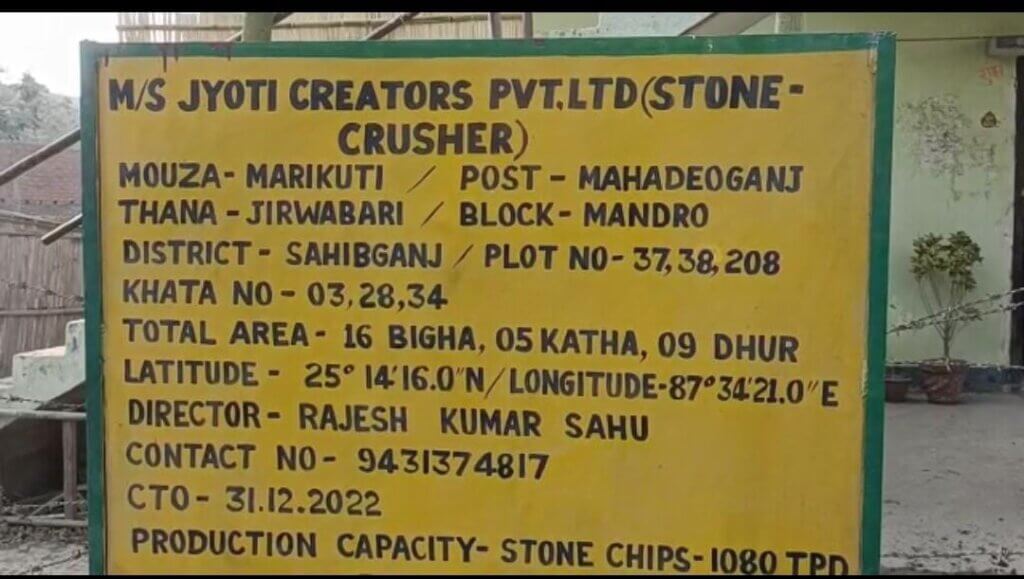 M/S JYOTI CREATORS PVT.LTD(STONE-
CRUSHER)
MOUZA- MARIKUTI / POST - MAHADEOGANJ
THANA - JIRWABARI / BLOCK- MANDRO
DISTRICT- SAHIBGANJ / PLOT NO- 37,38,208
KHATA NO - 03,28,34
TOTAL AREA- 16 BIGHA, 05 KATHA, 09 DHUR
LATITUDE - 25° 14'16.0"N/LONGITUDE-87°34'21.0"E
DIRECTOR- RAJESH KUMAR SAHU
CONTACT NO- 9431374817
CTO- 31.12.2022
PRODUCTION CAPACITY- STONE CHIPS-1080 TPD